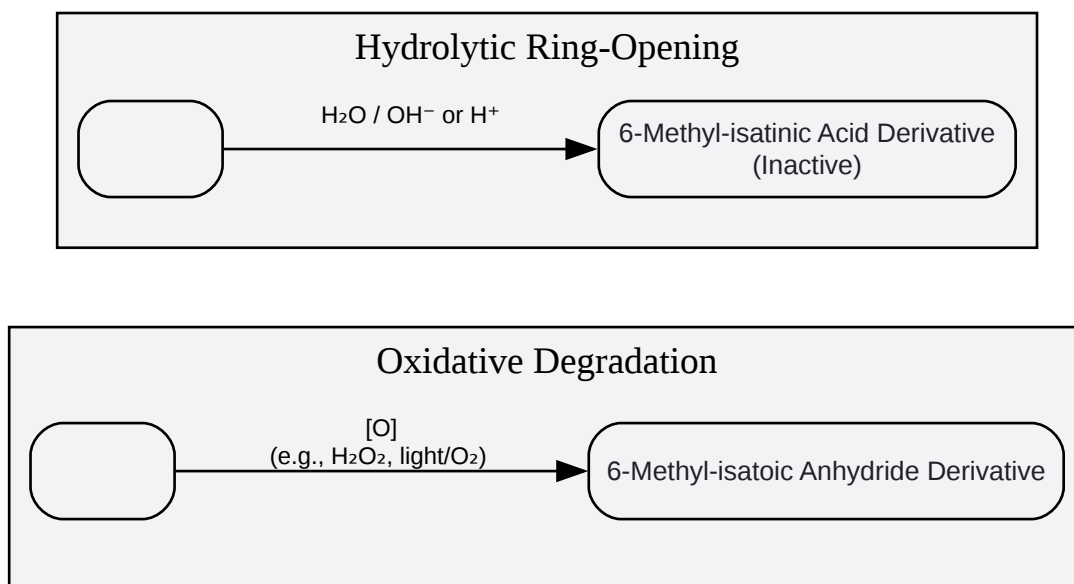 Hydrolytic Ring-Opening
H₂O / OH⁻ or H⁺
6-Methyl-isatinic Acid Derivative
(Inactive)
Oxidative Degradation
[O]
(e.g., H₂O₂, light/O₂)
6-Methyl-isatoic Anhydride Derivative